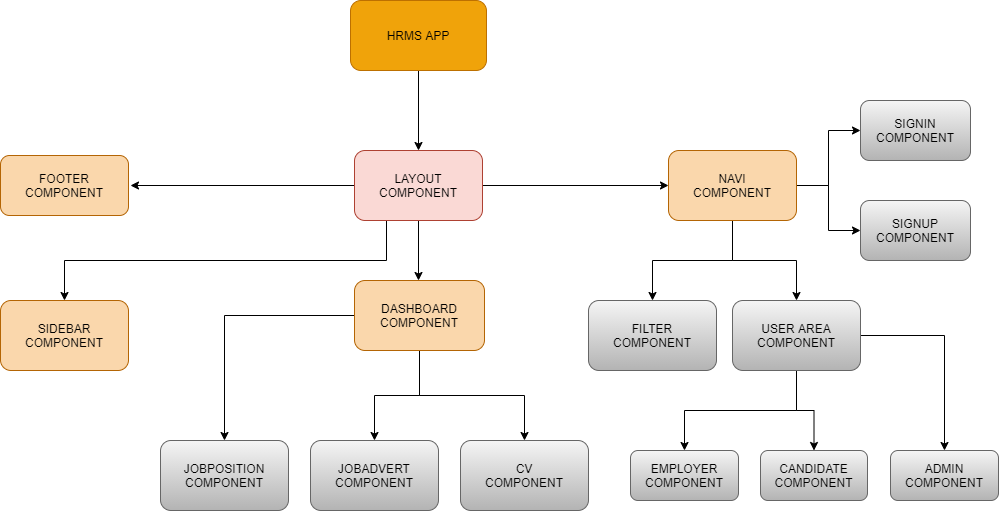 HRMS APP
SIGNIN
COMPONENT
FOOTER
COMPONENT
LAYOUT
COMPONENT
NAVI
COMPONENT
SIGNUP
COMPONENT
SIDEBAR
COMPONENT
DASHBOARD
COMPONENT
FILTER
COMPONENT
USER AREA
COMPONENT
JOBPOSITION
COMPONENT
JOBADVERT
COMPONENT
CV
COMPONENT
EMPLOYER
COMPONENT
CANDIDATE
COMPONENT
ADMIN
COMPONENT